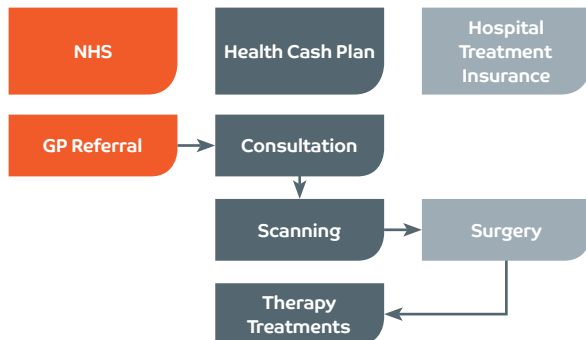 NHS
Health Cash Plan
Hospital
Treatment
Insurance
GP Referral
Consultation
Scanning
Surgery
Therapy
Treatments